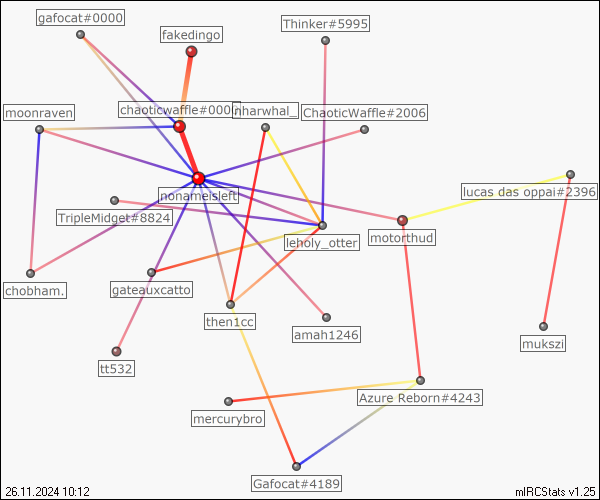 gafocat#0000
Thinker#5995
fakedingo
moonraven
chaoticwaffle#000
nharwhal_
ChaoticWaffle#2006
lucas das oppai#2396
nonameisleft
TripleMidget#8824
leholy_otter
motorthud
chobham.
gateauxcatto
then1cc
amah1246
mukszi
tt532
Azure Reborn#4243
mercurybro
Gafocat#4189
26.11.2024 10:12
mIRCStats v1.25